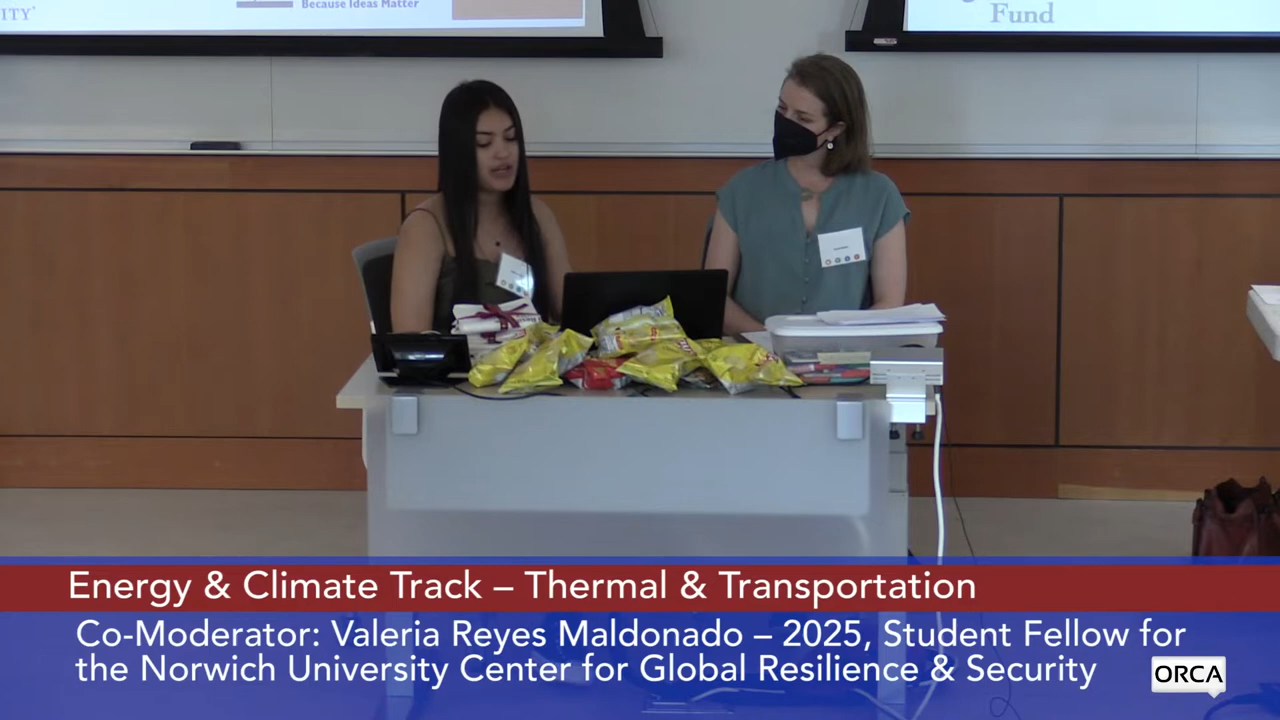 ITY
Because Ideas Matter
Fund
Energy & Climate Track – Thermal & Transportation
Co-Moderator: Valeria Reyes Maldonado – 2025, Student Fellow for
the Norwich University Center for Global Resilience & Security
ORCA